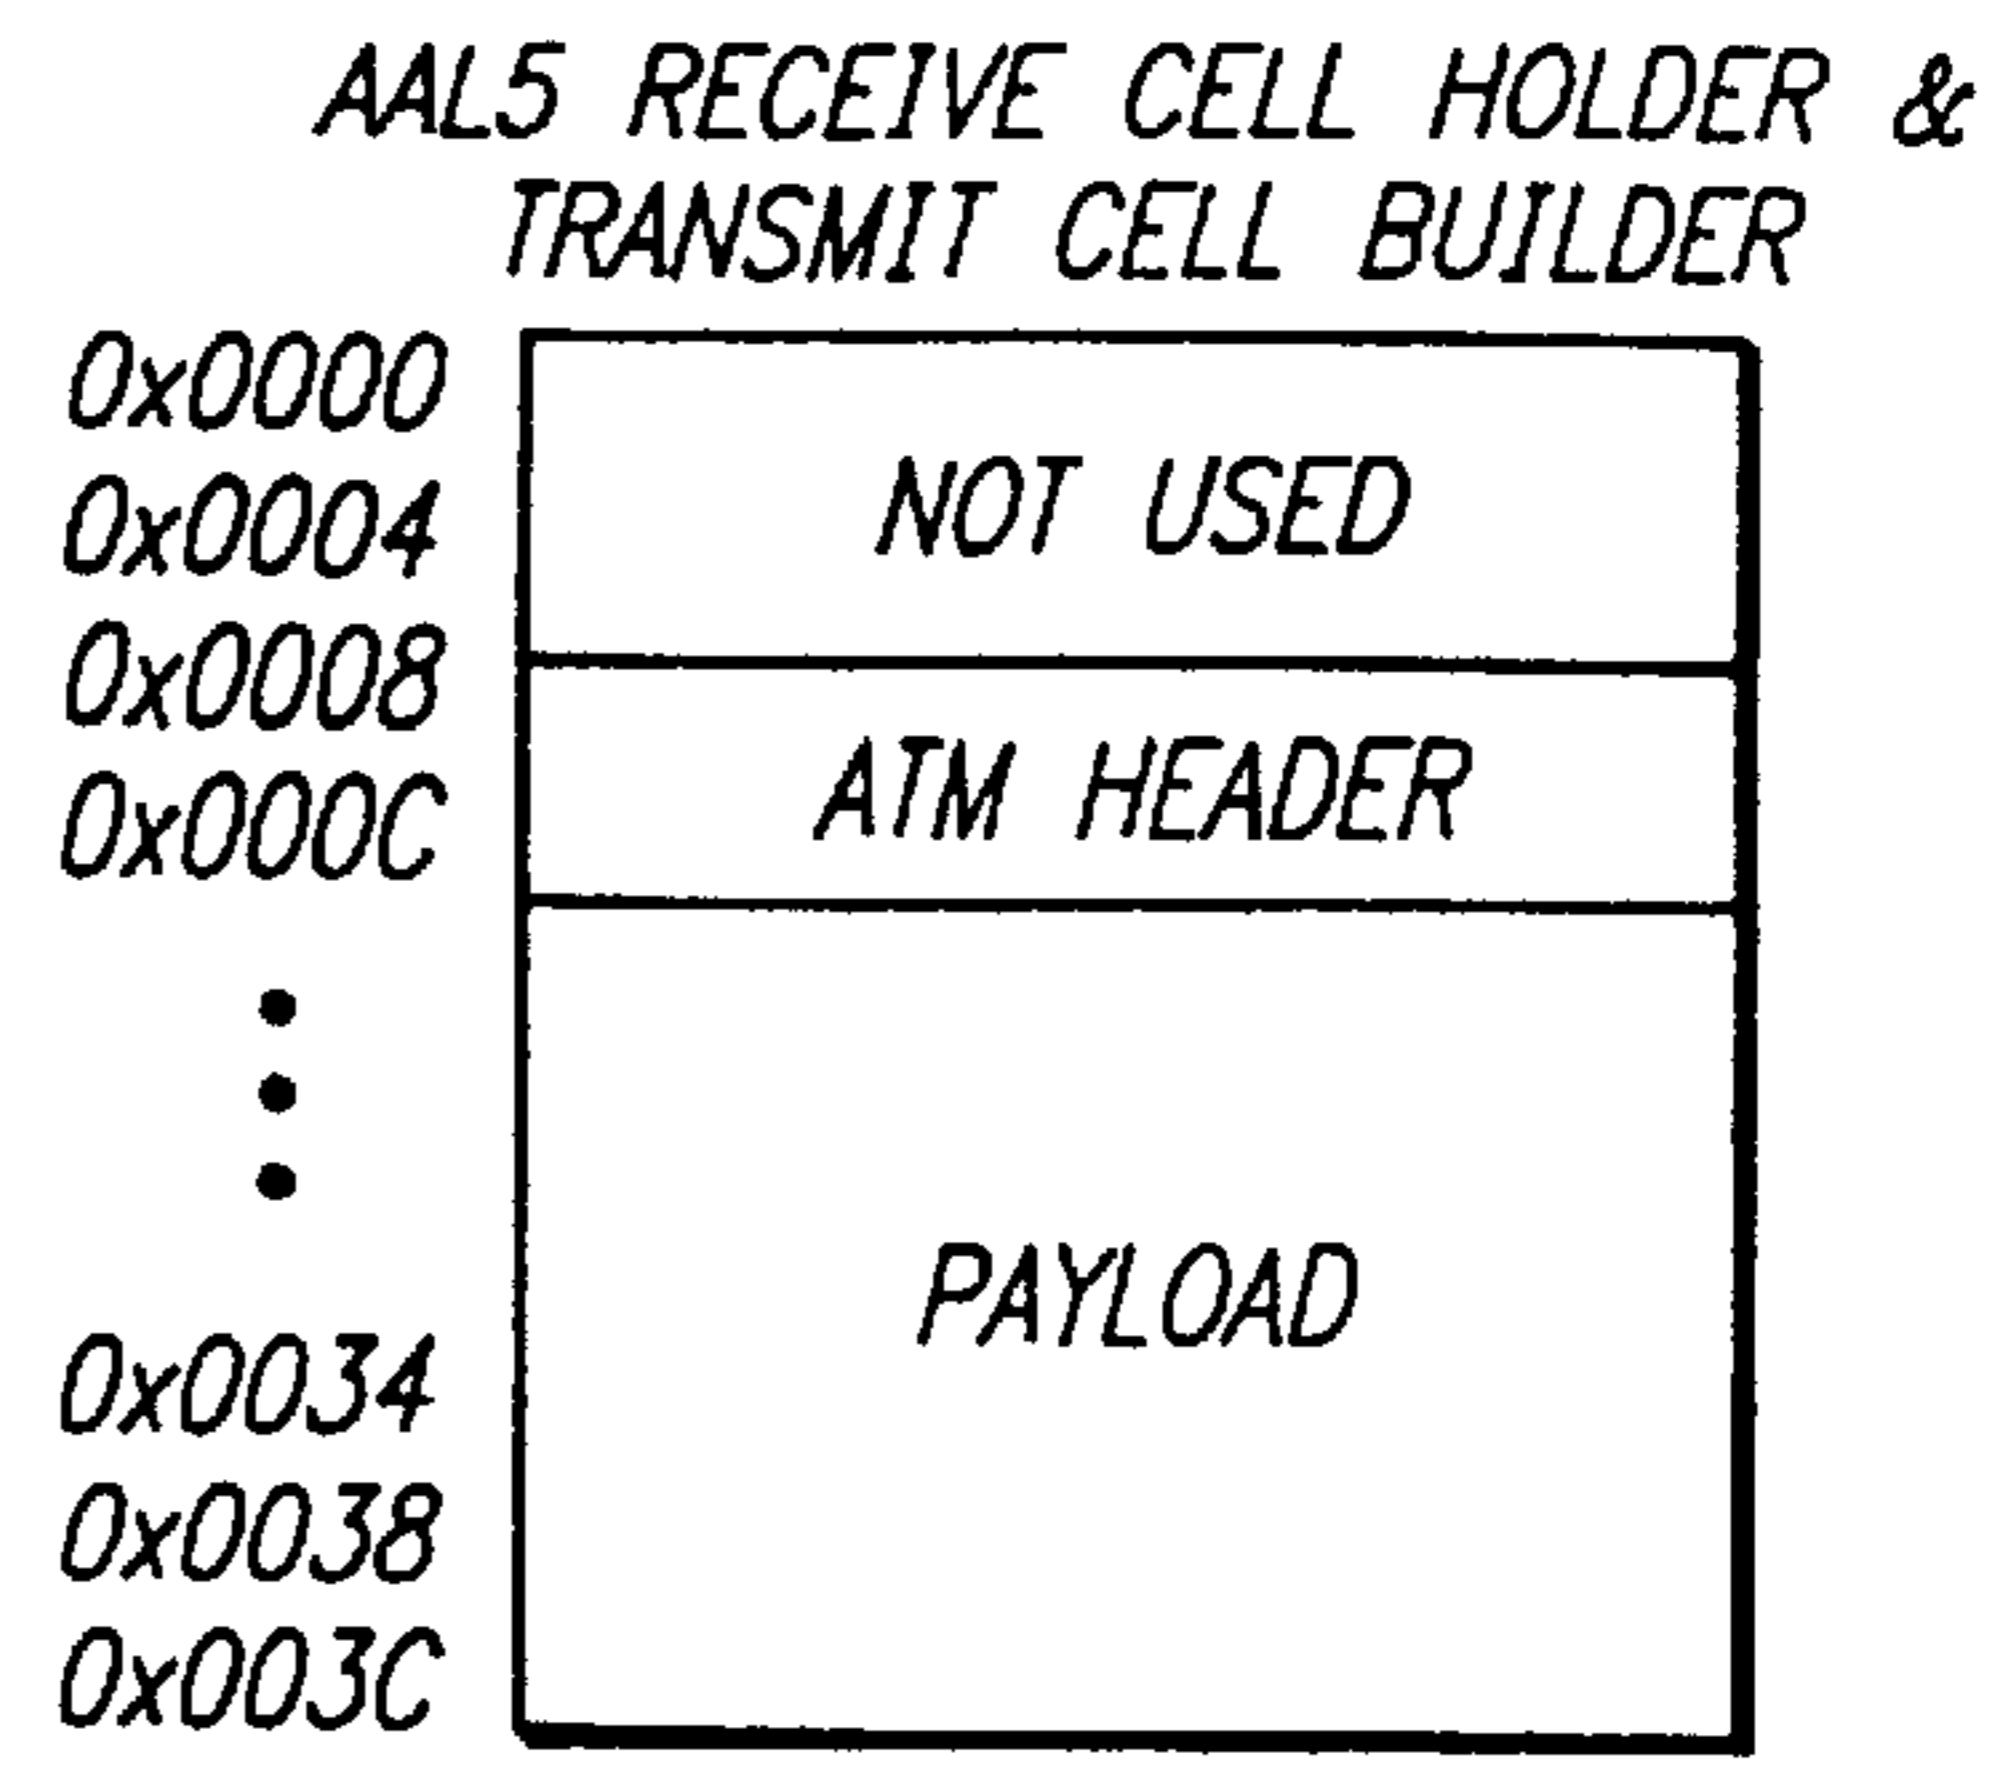 AAL5 RECEIVE CELL HOLDER &
TRANSMIT CELL BUILDER
0x0000
NOT USED
0x0004
0x0008
ATM HEADER
0x000C
PAYLOAD
0x0034
0x0038
0x003C